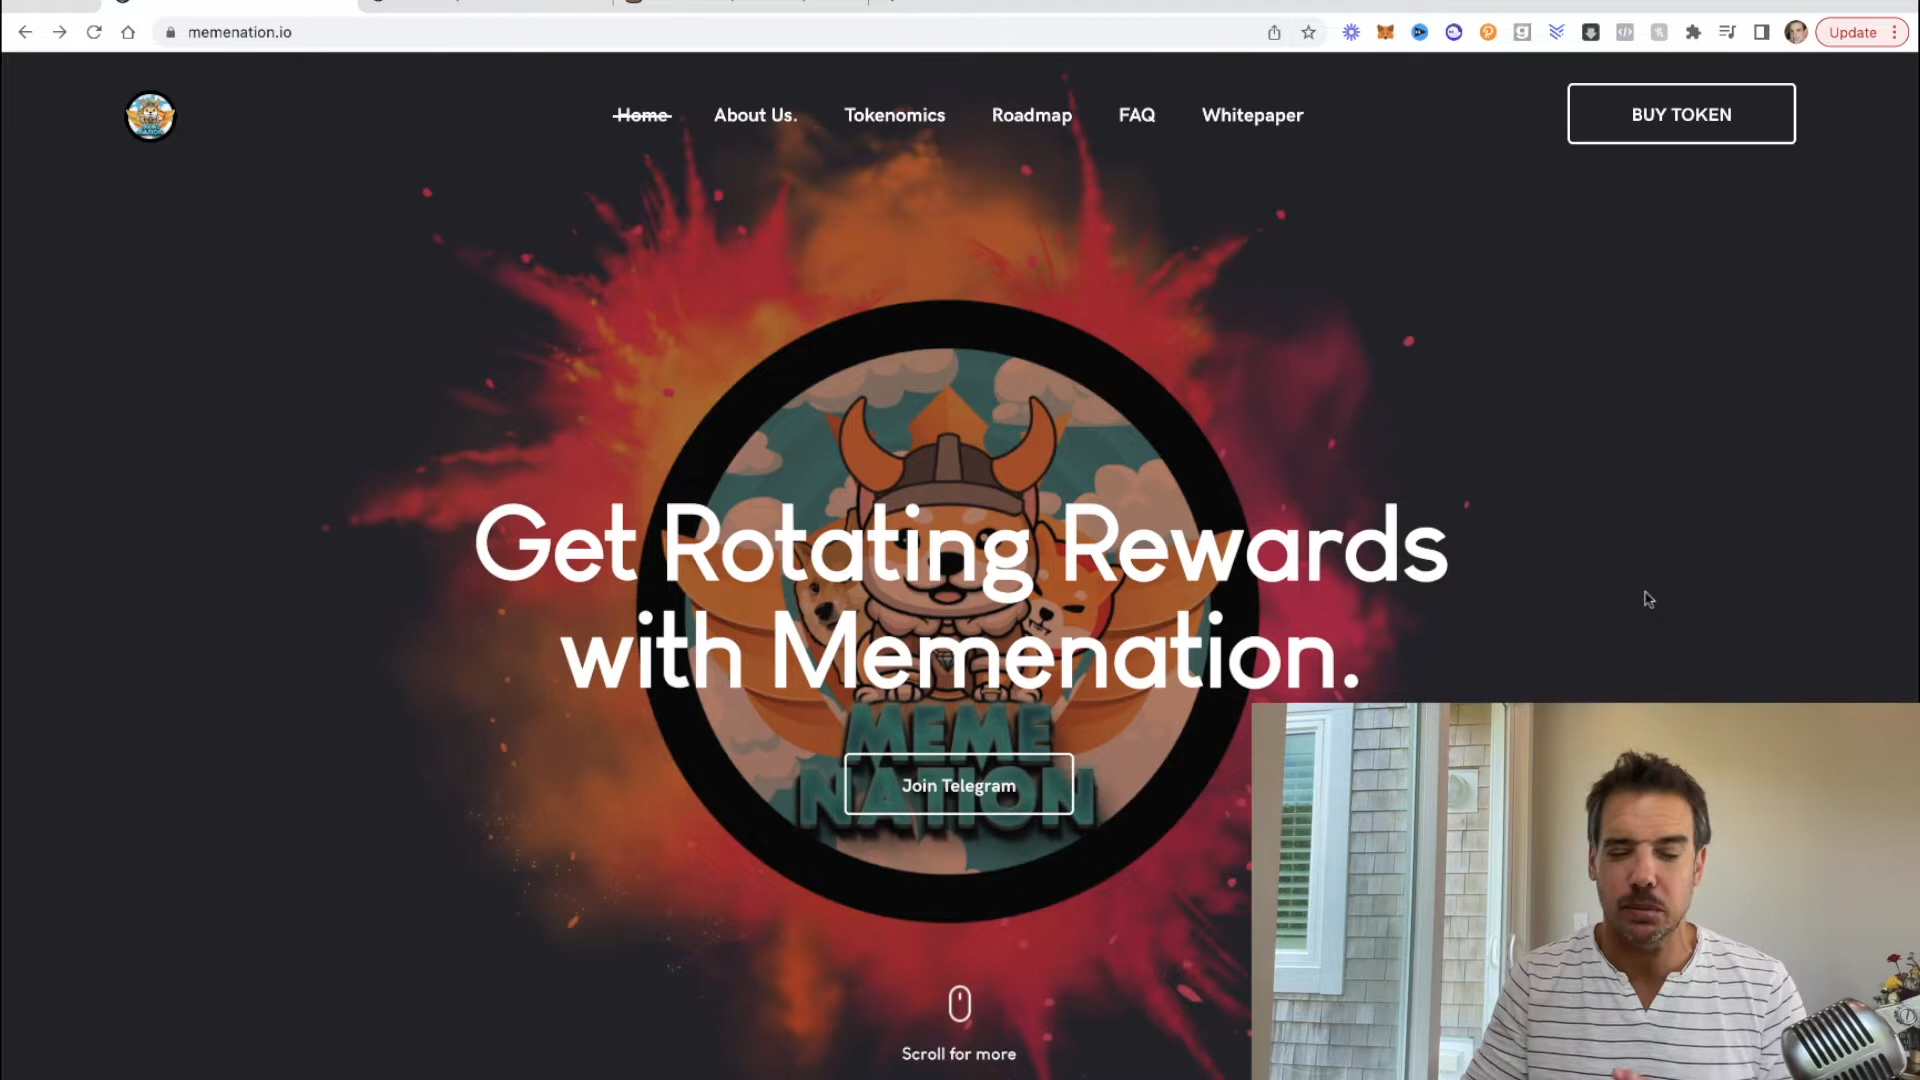 memenation.io
Update
Home
About Us.
Tokenomics
Roadmap
FAQ
Whitepaper
BUY TOKEN
Get Rotating Rewards
with Memenation.
MEME
NATION
Join Telegram
Scroll for more